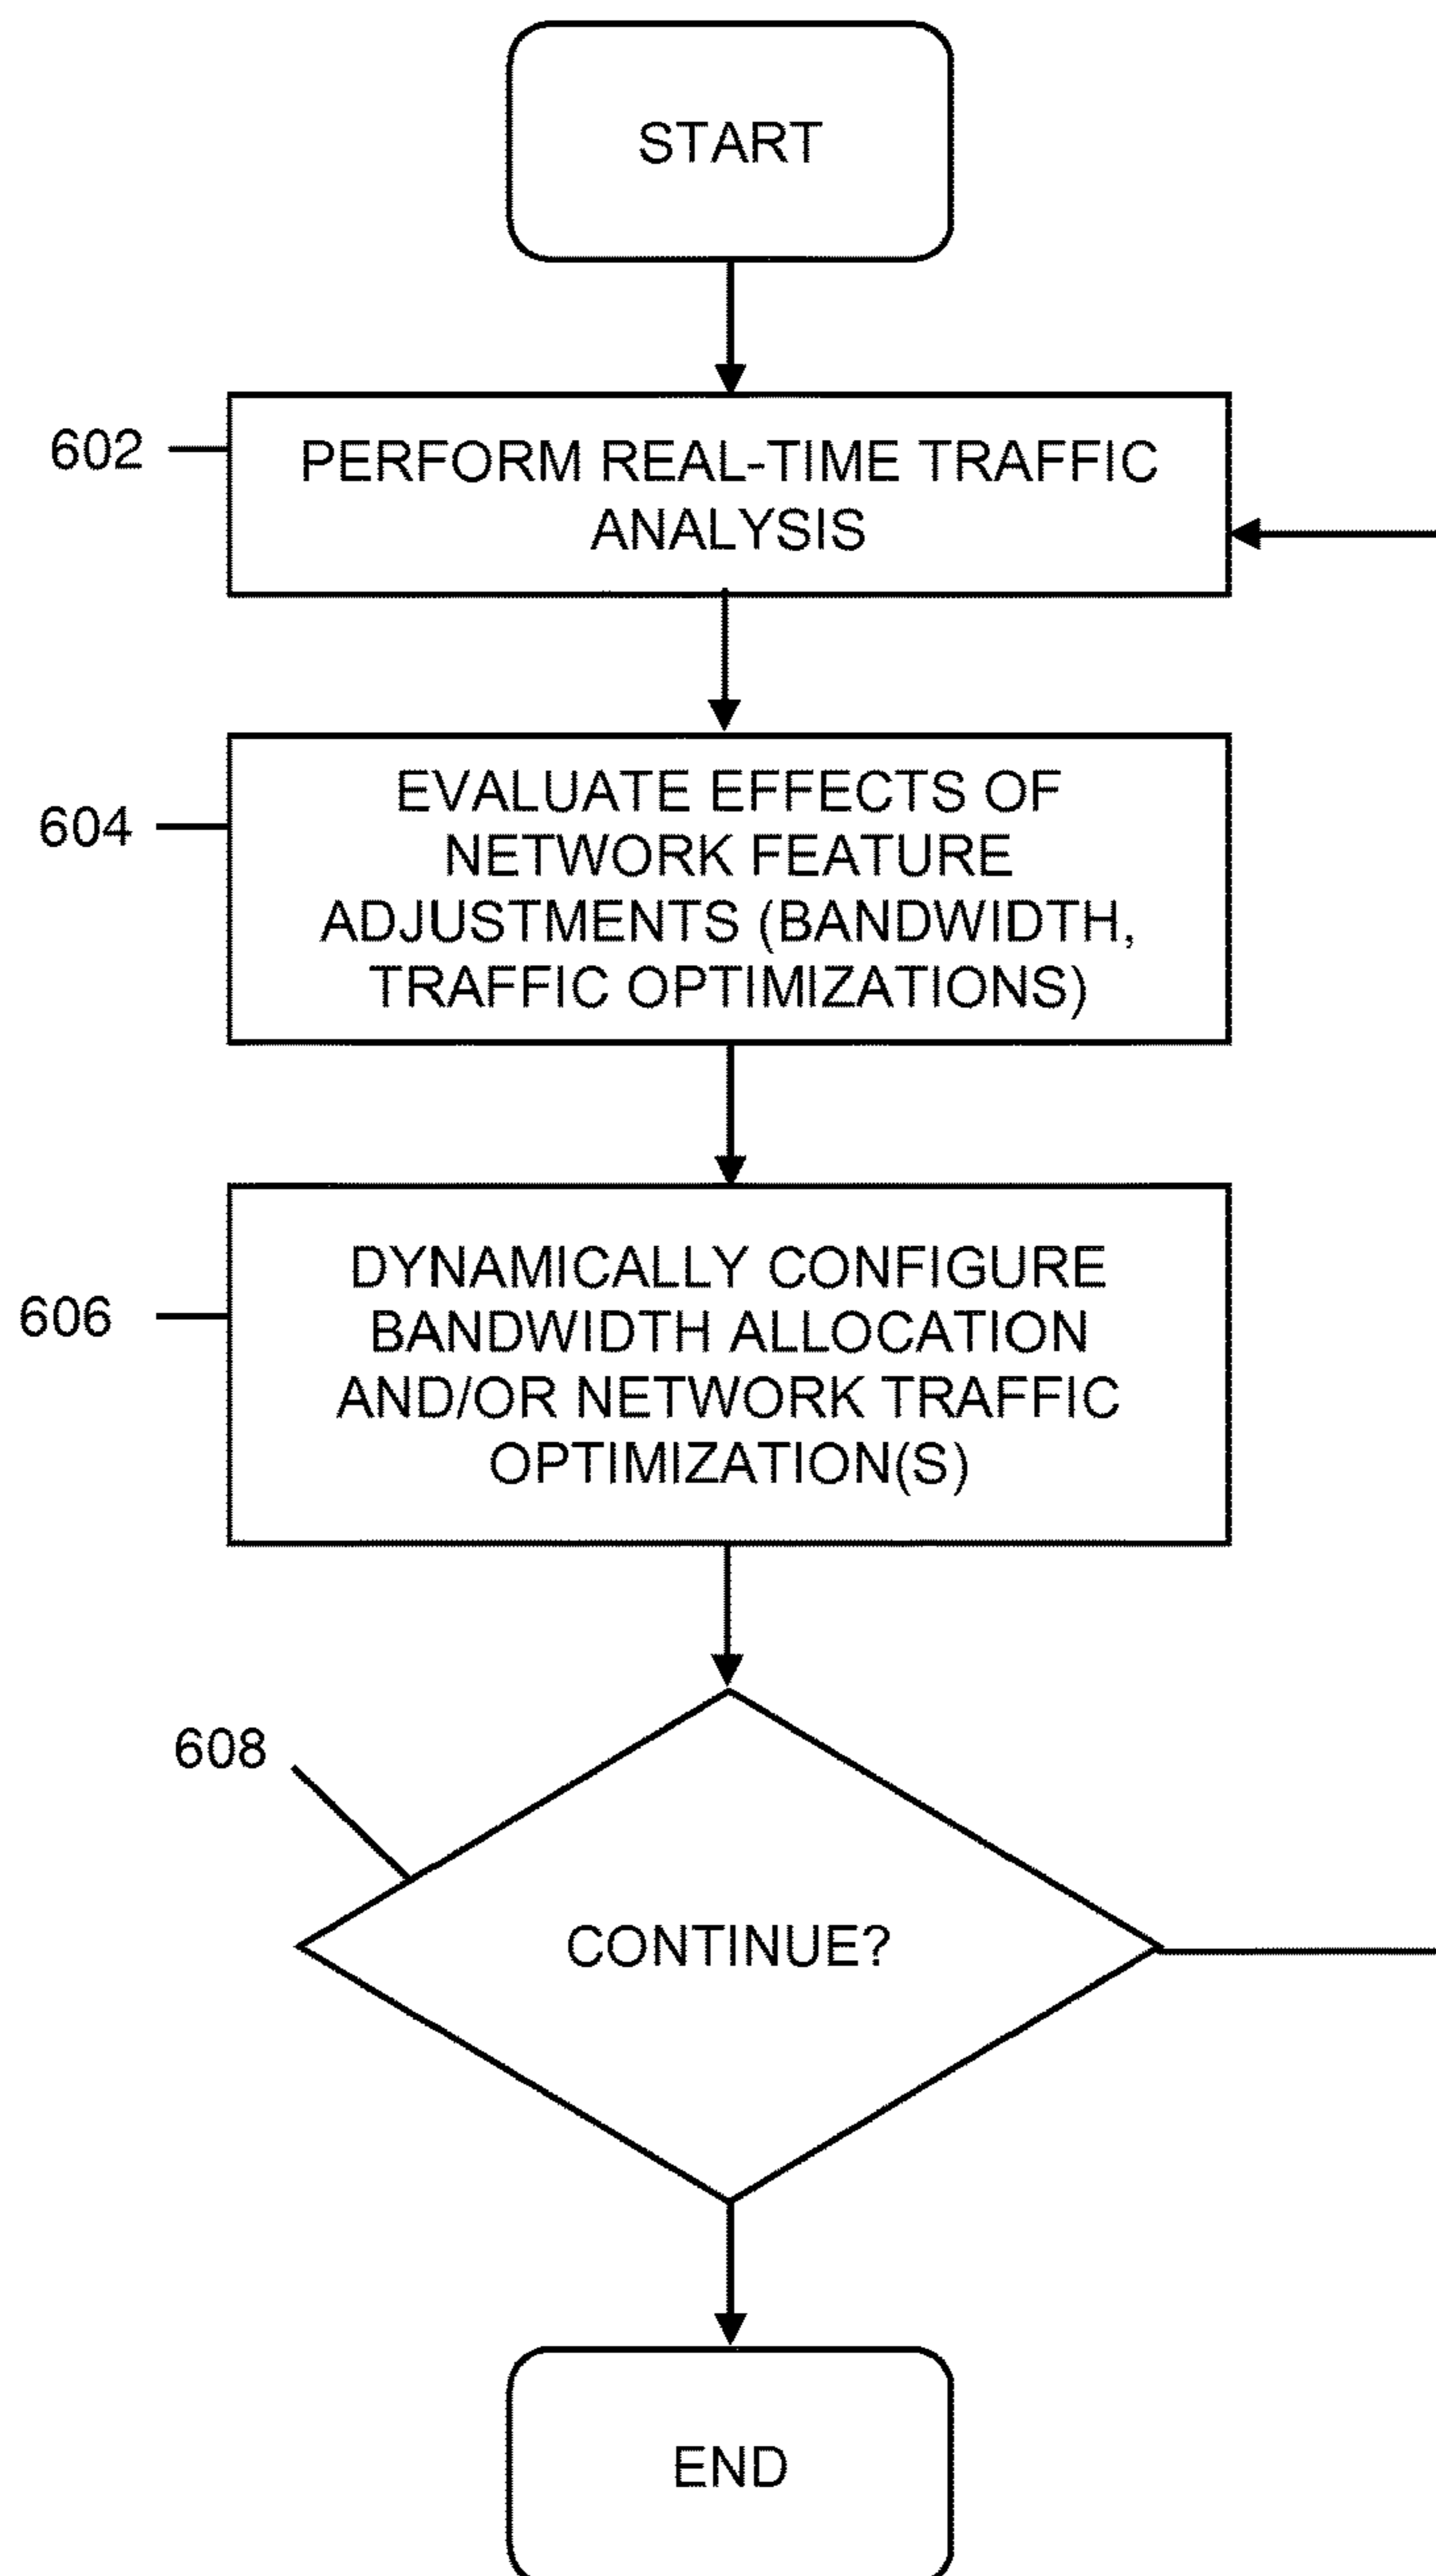 START
602
PERFORM REAL-TIME TRAFFIC
ANALYSIS
604
EVALUATE EFFECTS OF
NETWORK FEATURE
ADJUSTMENTS (BANDWIDTH,
TRAFFIC OPTIMIZATIONS)
606
DYNAMICALLY CONFIGURE
BANDWIDTH ALLOCATION
AND/OR NETWORK TRAFFIC
OPTIMIZATION(S)
608
CONTINUE?
END